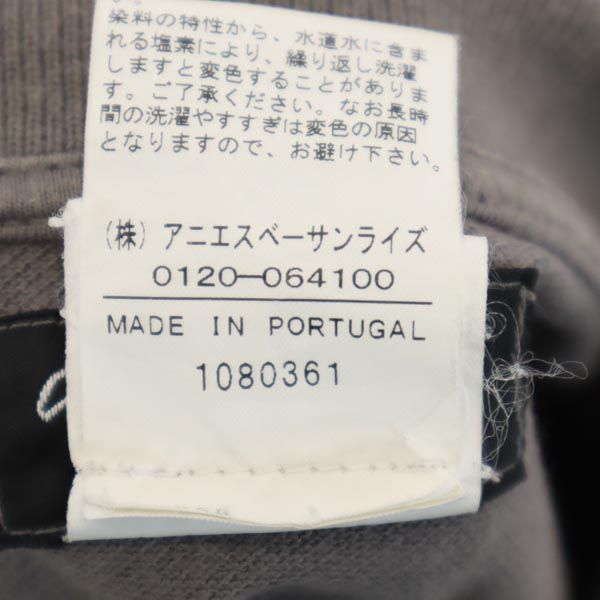 染料の特性から、水道水に含ま
れる塩素により、繰り返し洗濯
しますと変色することがありま
す。ご了承ください。なお長時
間の洗濯やすすぎは変色の原因
となりますので、お避け下さい。
(株) アニエスベーサンライズ
0120-064100
MADE IN PORTUGAL
1080361